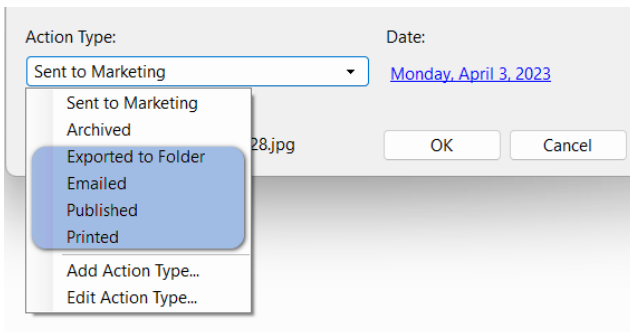 Action Type:
Date:
Sent to Marketing
Monday, April 3, 2023
Sent to Marketing
Archived
28.jpg
Exported to Folder
OK
Cancel
Emailed
Published
Printed
Add Action Type...
Edit Action Type...